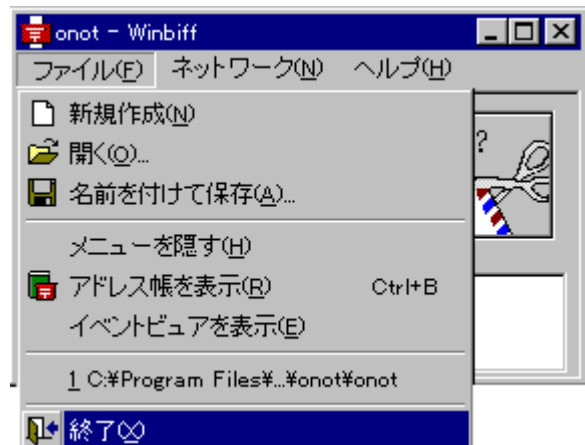 onot - Winbiff
ファイル(F) ネットワーク(N) ヘルプ(H)
新規作成(N)
開く(O)...
名前を付けて保存(A)...
メニューを隠す(H)
アドレス帳を表示(R) Ctrl+B
イベントビュアを表示(E)
1 C:¥Program Files¥...¥onot¥onot
終了(X)
?